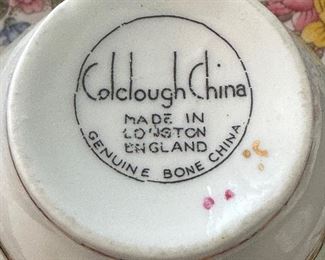 Colclough China
MADE IN
LONGTON
ENGLAND
GENUINE BONE CHINA